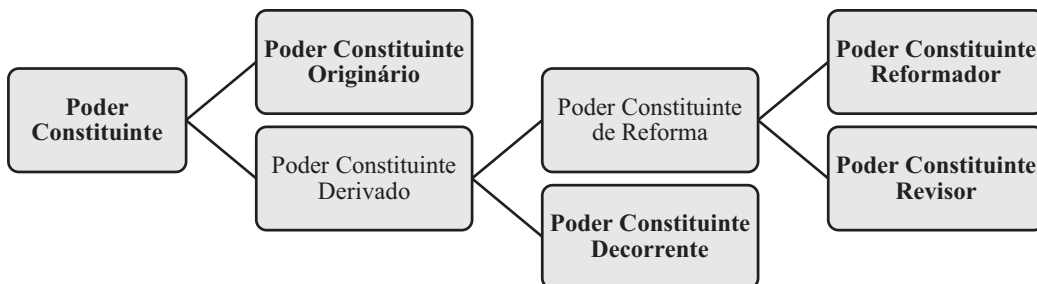 Poder
Constituinte
Poder Constituinte
Originário
Poder Constituinte
Derivado
Poder Constituinte
de Reforma
Poder Constituinte
Decorrente
Poder Constituinte
Reformador
Poder Constituinte
Revisor